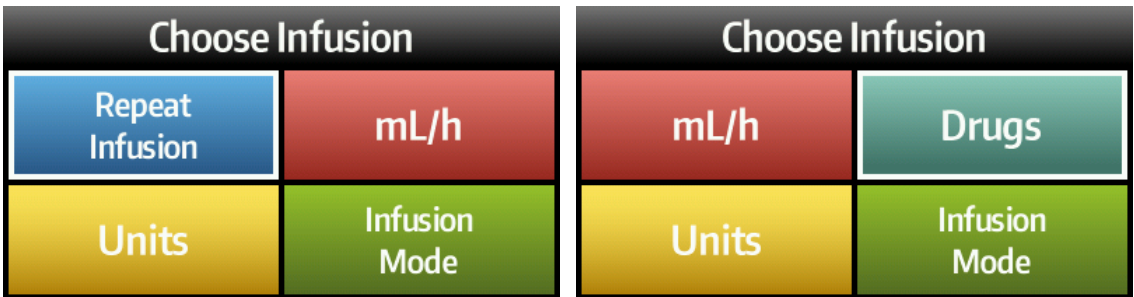 Choose Infusion
Repeat
Infusion
mL/h
Units
Infusion
Mode
Choose Infusion
mL/h
Drugs
Units
Infusion
Mode